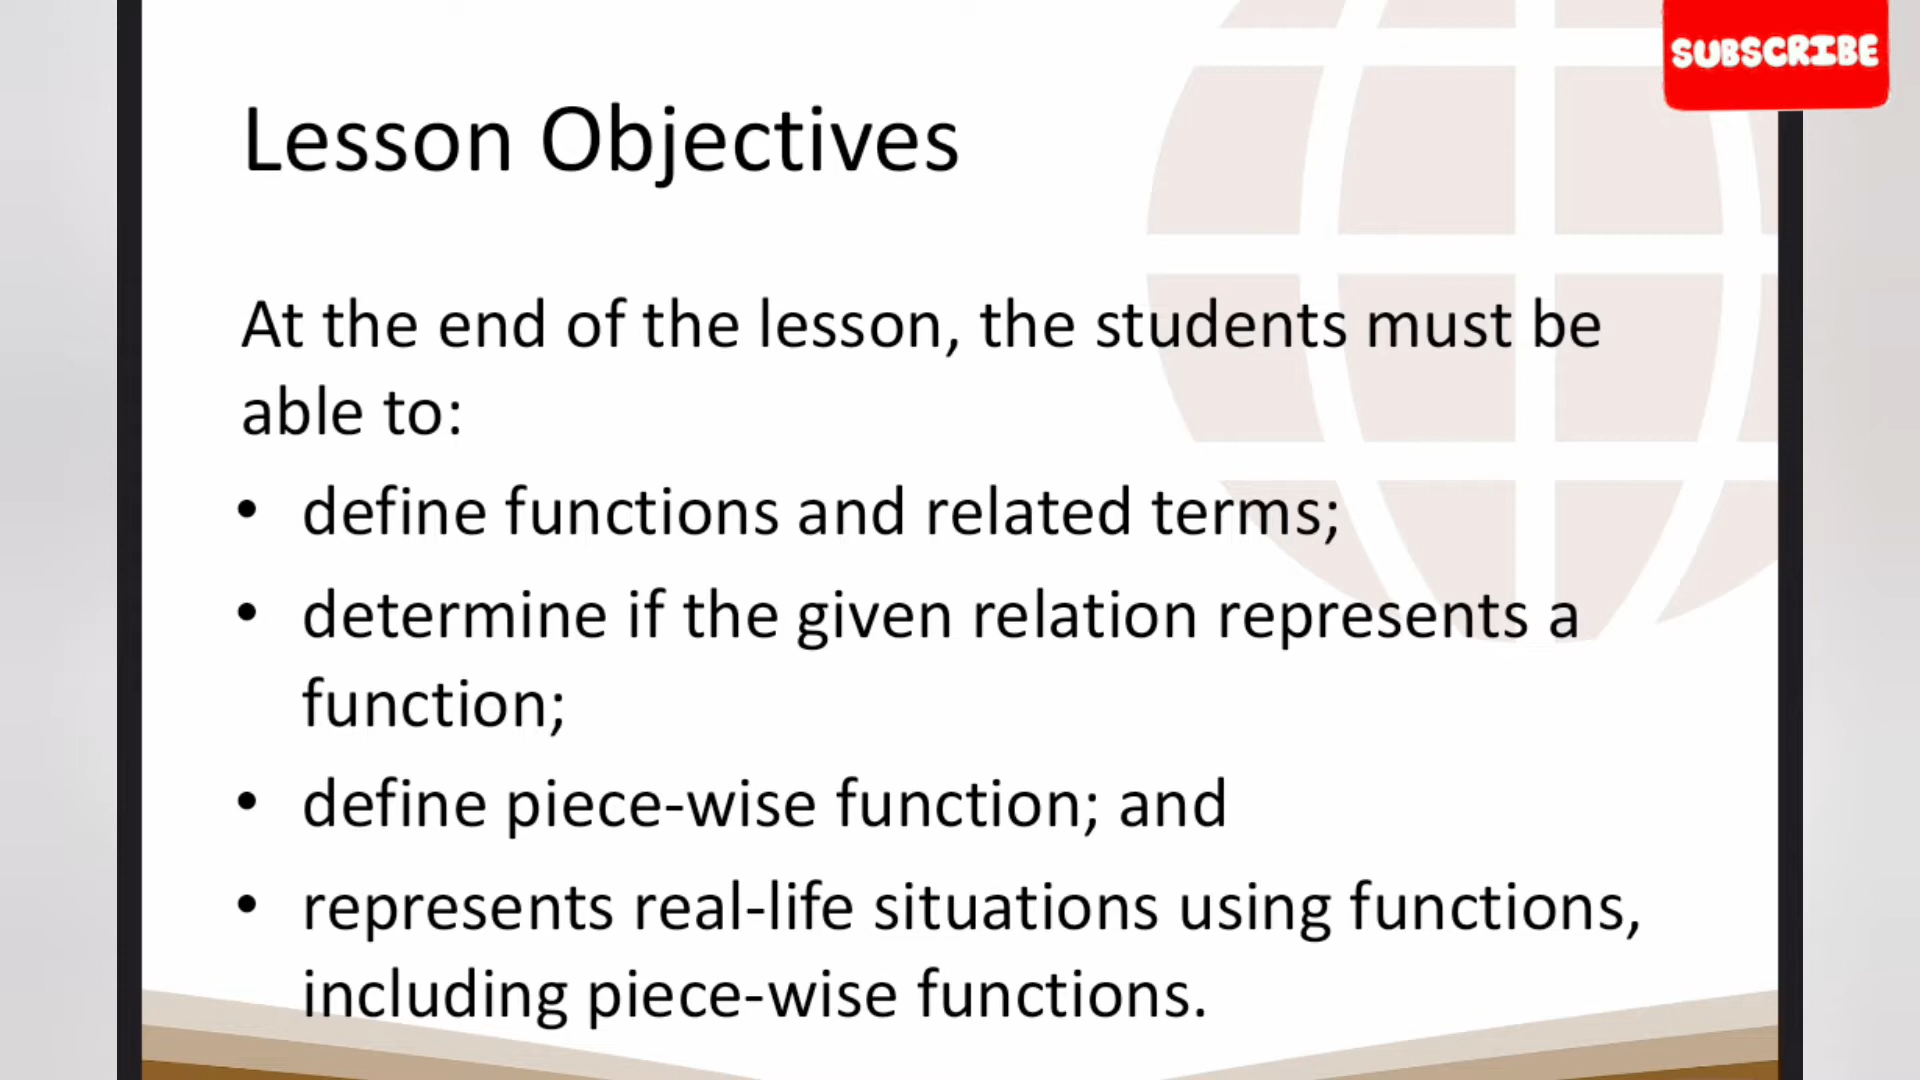 SUBSCRIBE
Lesson Objectives
At the end of the lesson, the students must be
able to:
• define functions and related terms;
• determine if the given relation represents a
function;
• define piece-wise function; and
• represents real-life situations using functions,
including piece-wise functions.